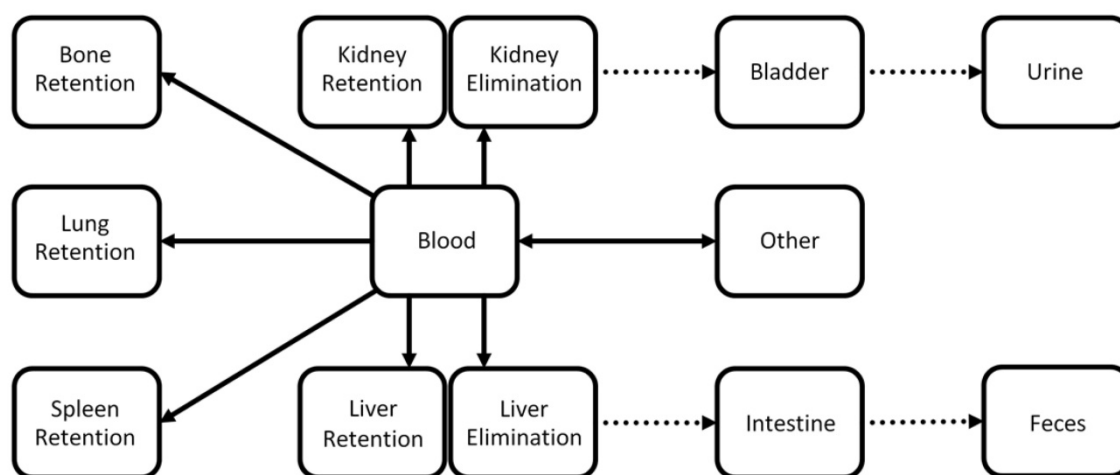 Bone
Retention
Kidney
Retention
Kidney
Elimination
Bladder
Urine
Lung
Retention
Blood
Other
Spleen
Retention
Liver
Retention
Liver
Elimination
Intestine
Feces